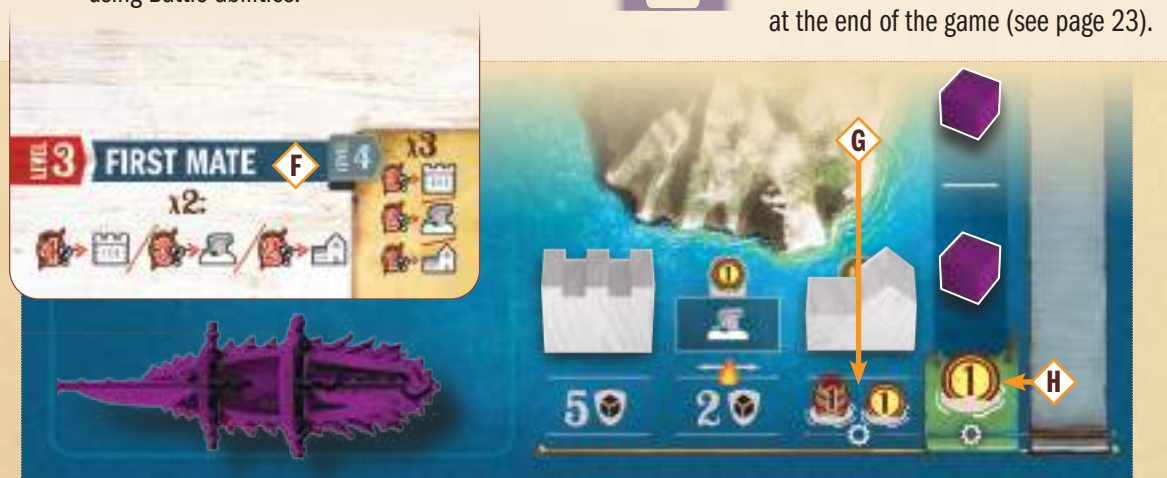 using Battle abilities.
at the end of the game (see page 23).
LEVEL 3 FIRST MATE F LEVEL 4
x3
x2:
G
1
H
1
5 2 1 1